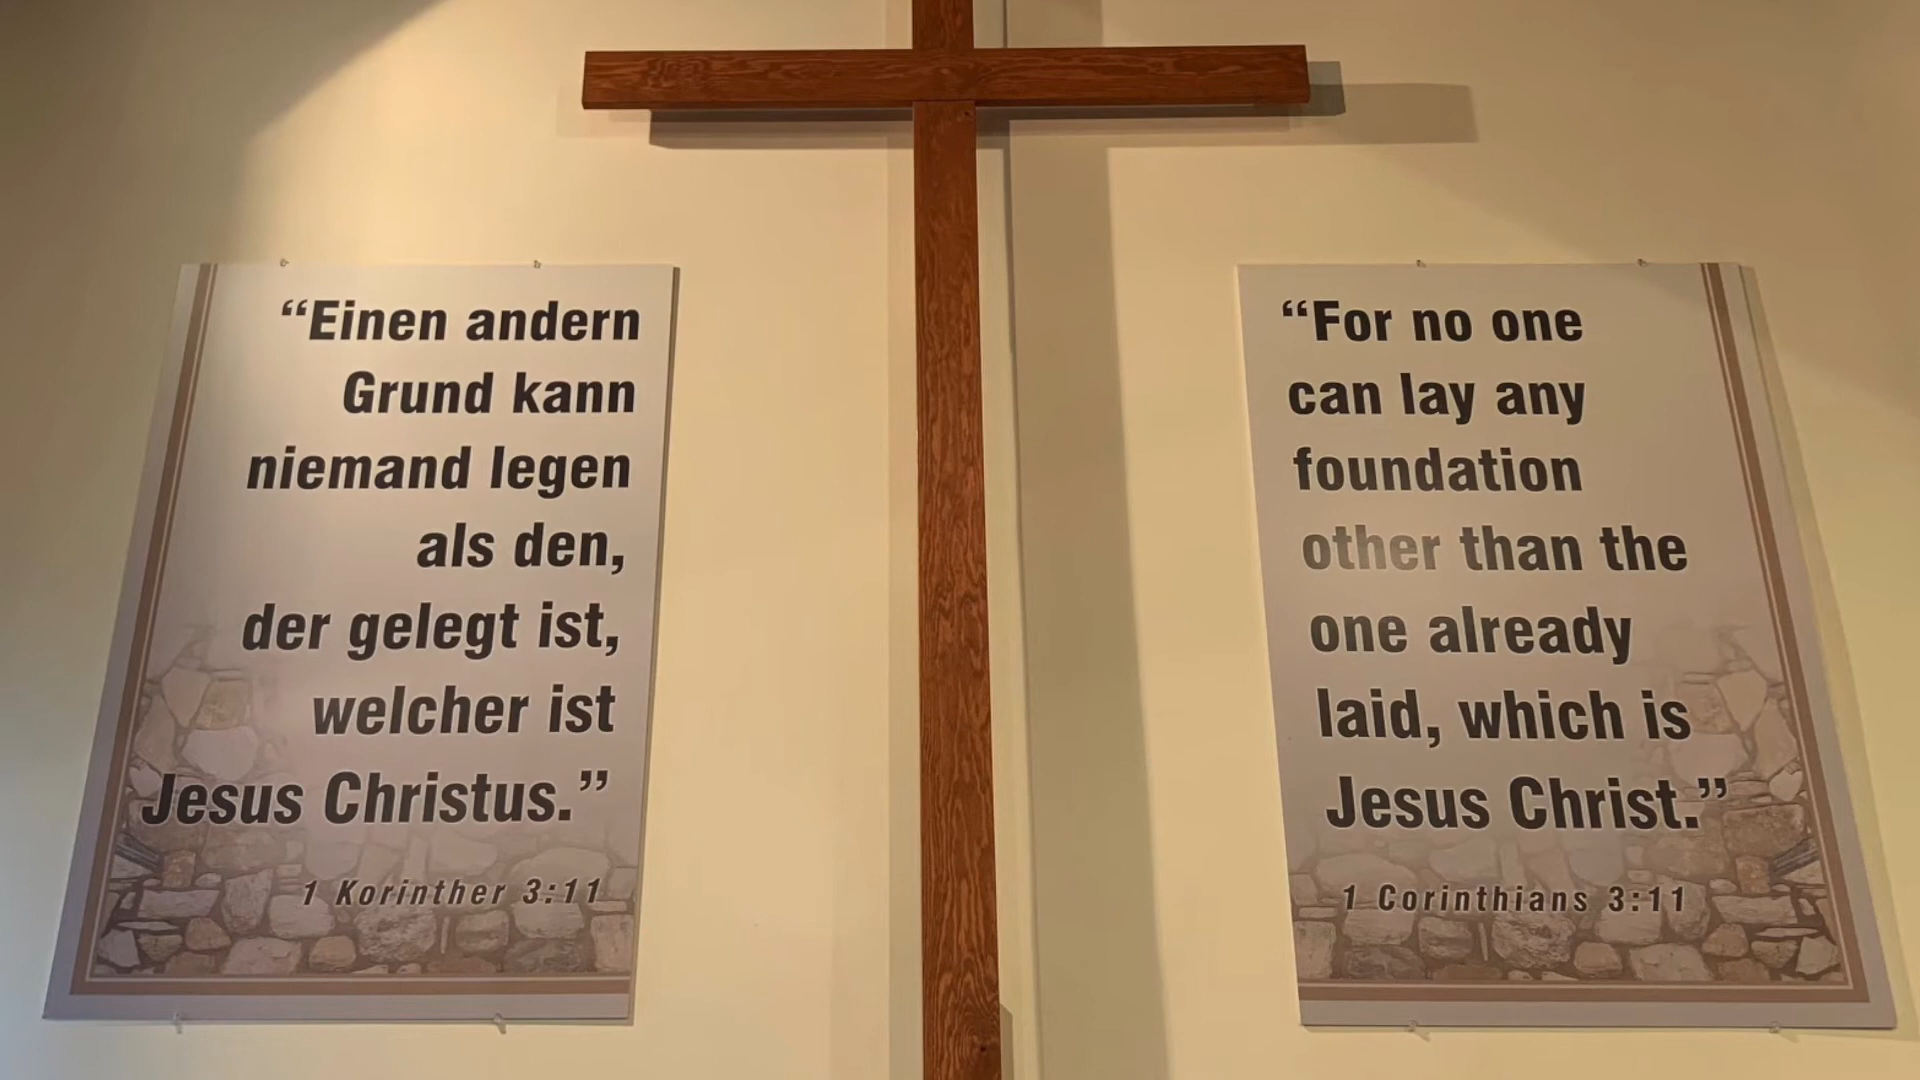 “Einen andern
Grund kann
niemand legen
als den,
der gelegt ist,
welcher ist
Jesus Christus.”
1 Korinther 3:11
“For no one
can lay any
foundation
other than the
one already
laid, which is
Jesus Christ.”
1 Corinthians 3:11